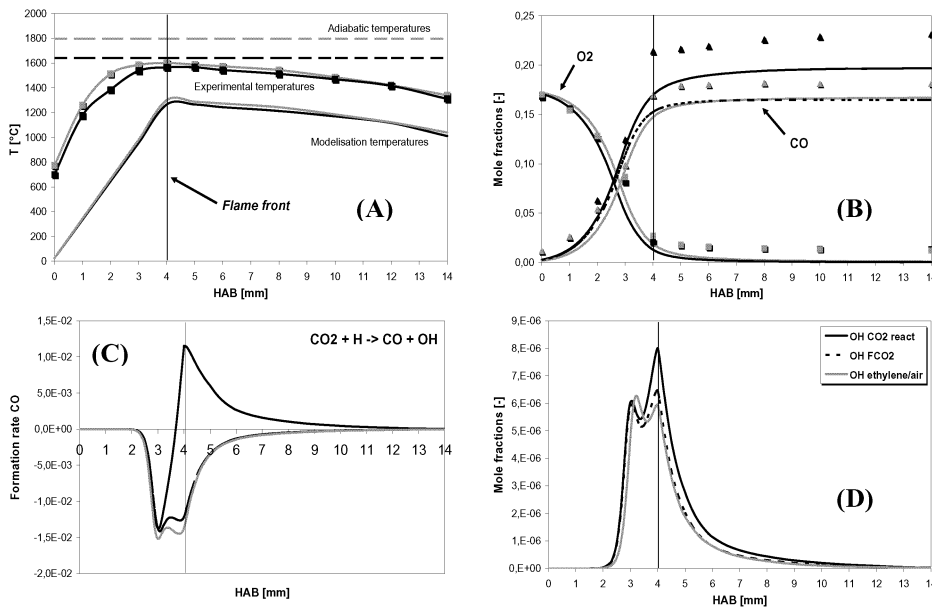 2000
1800
1600
1400
1200
1000
800
600
400
200
0
T [°C]
Adiabatic temperatures
Experimental temperatures
Modelisation temperatures
Flame front
(A)
0 1 2 3 4 5 6 7 8 9 10 11 12 13 14
HAB [mm]
0,25
0,20
0,15
0,10
0,05
0,00
Mole fractions [-]
O2
CO
(B)
0 1 2 3 4 5 6 7 8 9 10 11 12 13 14
HAB [mm]
1,5E-02
1,0E-02
5,0E-03
0,0E+00
-5,0E-03
-1,0E-02
-1,5E-02
-2,0E-02
Formation rate CO
(C)
CO2 + H -> CO + OH
0 1 2 3 4 5 6 7 8 9 10 11 12 13 14
HAB [mm]
9,E-06
8,E-06
7,E-06
6,E-06
5,E-06
4,E-06
3,E-06
2,E-06
1,E-06
0,E+00
Mole fractions [-]
OH CO2 react
OH FCO2
OH ethylene/air
(D)
0 1 2 3 4 5 6 7 8 9 10 11 12 13 14
HAB [mm]